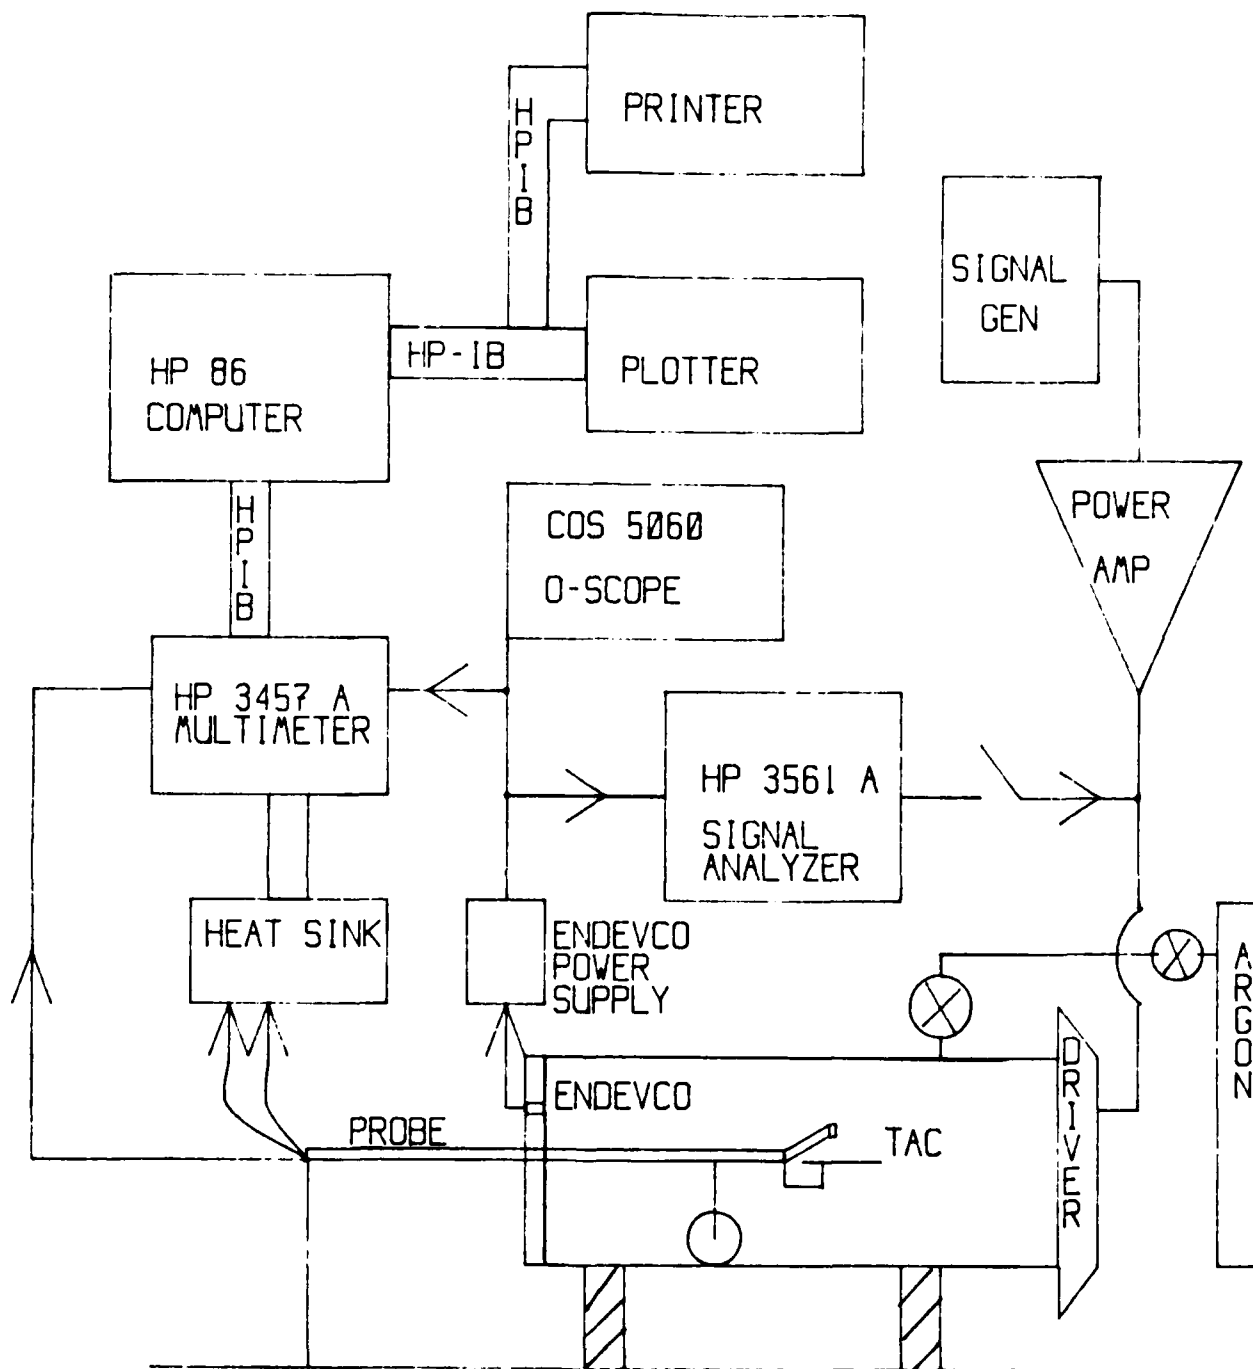 PRINTER
HPIB
SIGNAL
GEN
HP 86
COMPUTER
HP-IB
PLOTTER
HPIB
COS 5060
O-SCOPE
POWER
AMP
HP 3457 A
MULTIMETER
HP 3561 A
SIGNAL
ANALYZER
HEAT SINK
ENDEVCO
POWER
SUPPLY
ARGON
DRIVER
ENDEVCO
PROBE
TAC